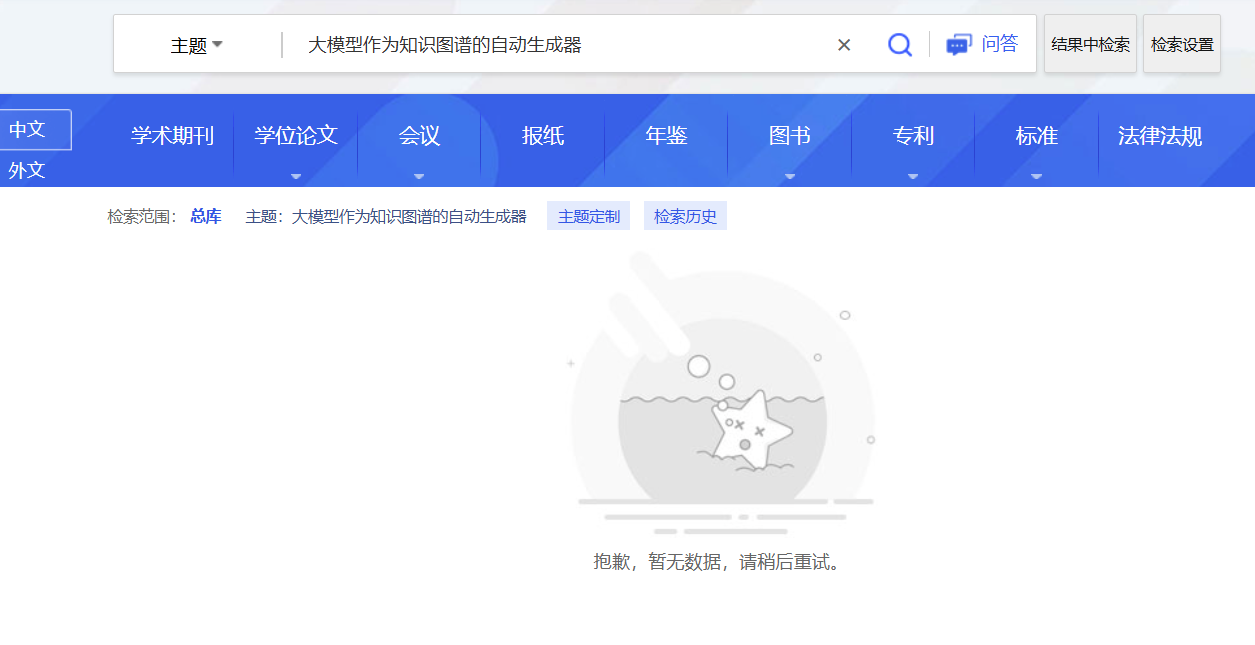 主题 大模型作为知识图谱的自动生成器 × 问答 结果中检索 检索设置
中文
学术期刊 学位论文 会议 报纸 年鉴 图书 专利 标准 法律法规
外文
检索范围： 总库 主题：大模型作为知识图谱的自动生成器 主题定制 检索历史
抱歉，暂无数据，请稍后重试。